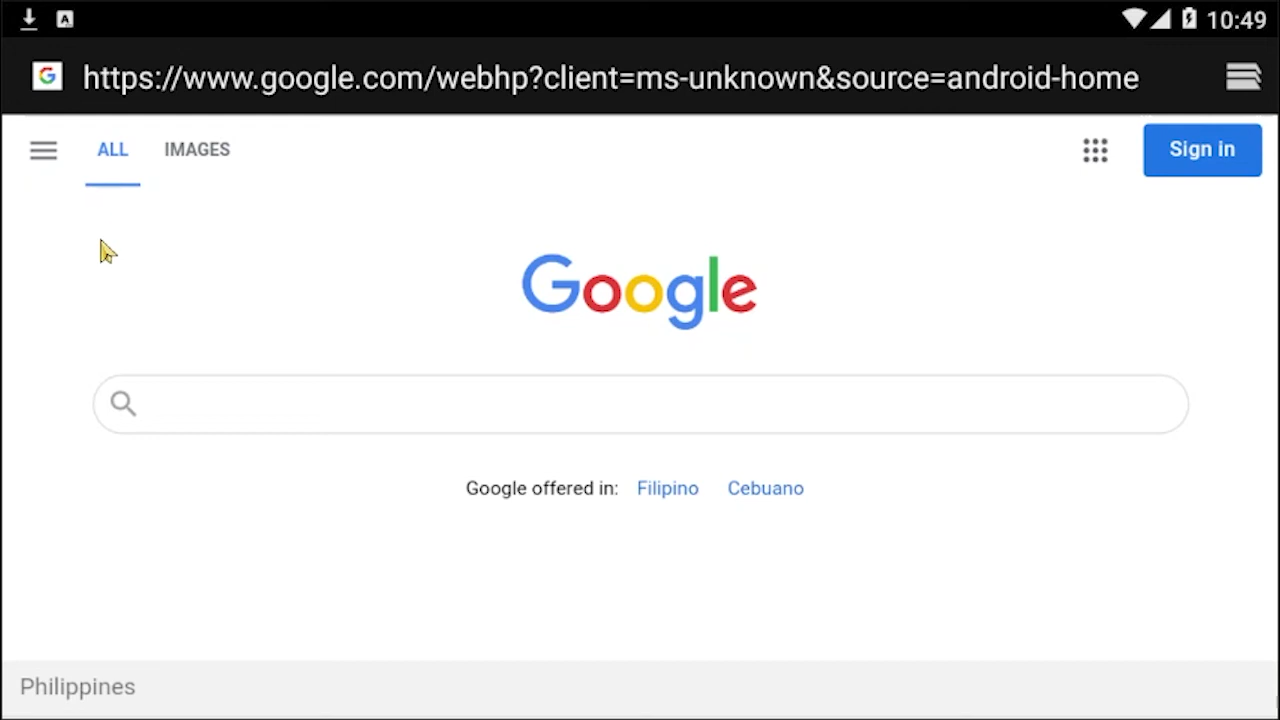 A 10:49
https://www.google.com/webhp?client=ms-unknown&source=android-home
ALL IMAGES Sign in
Google
Google offered in: Filipino Cebuano
Philippines